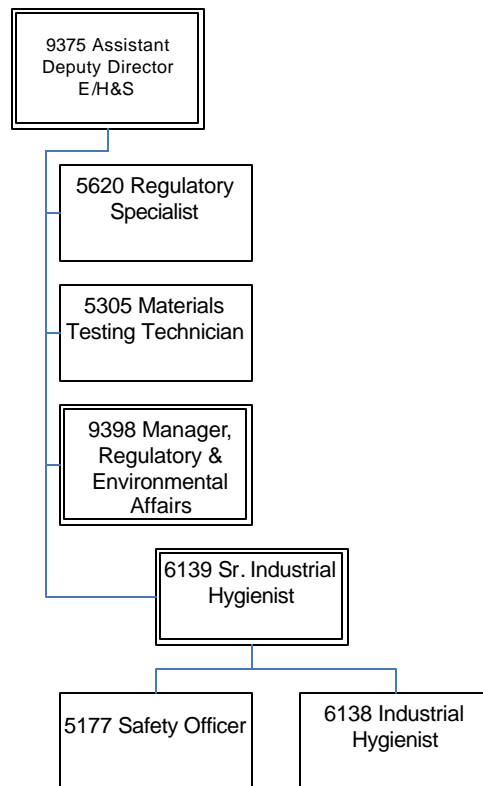 9375 Assistant
Deputy Director
E/H&S
5620 Regulatory
Specialist
5305 Materials
Testing Technician
9398 Manager,
Regulatory &
Environmental
Affairs
6139 Sr. Industrial
Hygienist
5177 Safety Officer
6138 Industrial
Hygienist